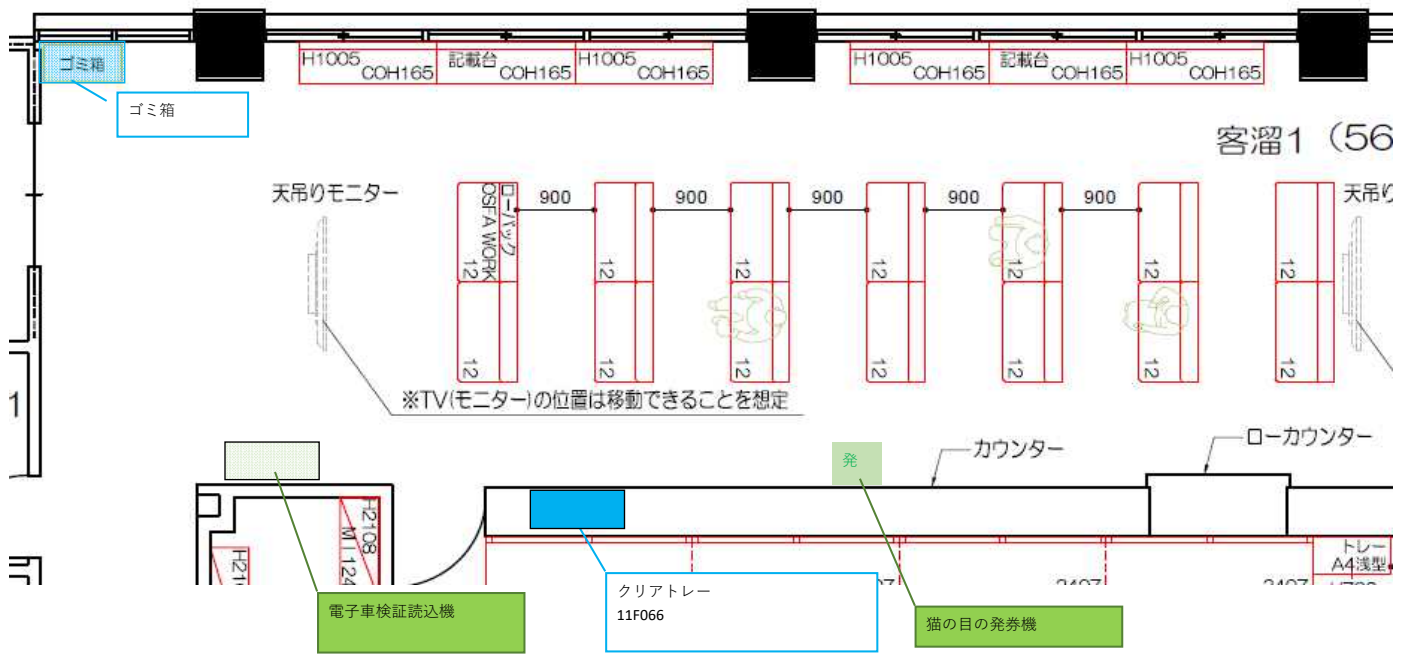 ゴミ箱
ゴミ箱
H1005
COH165
記載台
COH165
H1005
COH165
H1005
COH165
記載台
COH165
H1005
COH165
客溜1（56
天吊りモニター
ローバック
OSFA WORK
900
900
900
900
900
天吊り
12
12
12
12
12
12
12
12
12
12
12
12
12
12
※TV(モニター)の位置は移動できることを想定
1
発
カウンター
ローカウンター
H2108
MI124
H21
トレー
A4浅型
電子車検証読込機
クリアトレー
11F066
猫の目の発券機